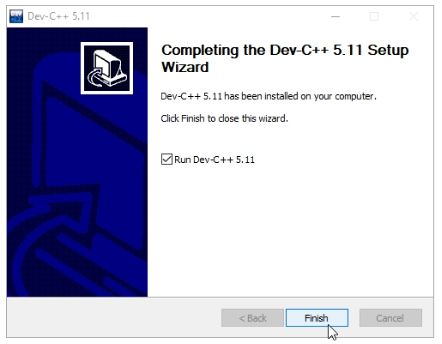 Dev-C++ 5.11
Completing the Dev-C++ 5.11 Setup
Wizard
Dev-C++ 5.11 has been installed on your computer.
Click Finish to close this wizard.
Run Dev-C++ 5.11
< Back
Finish
Cancel